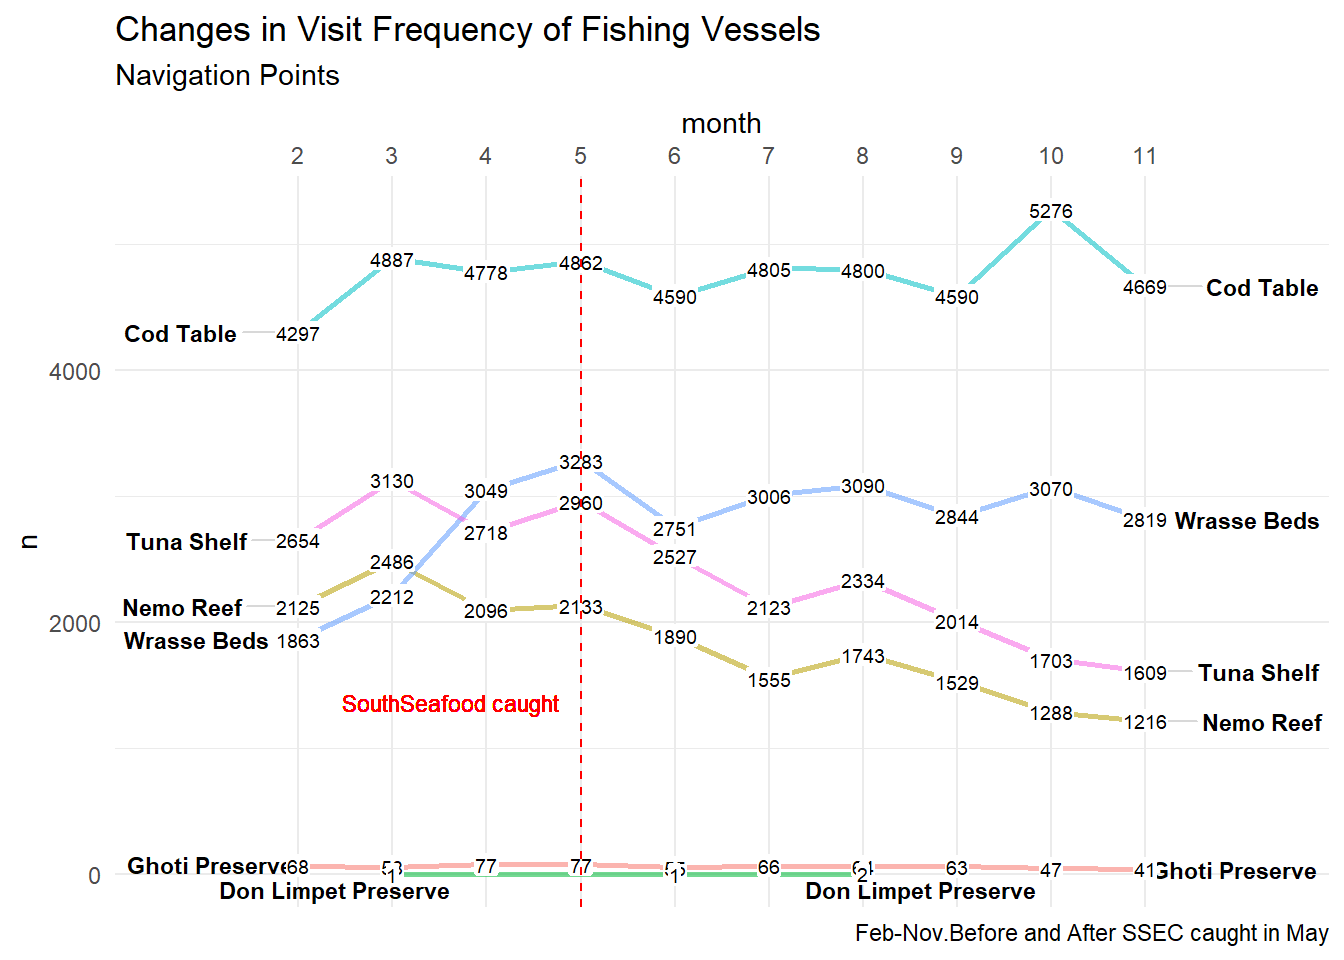 Changes in Visit Frequency of Fishing Vessels
Navigation Points
month
2 3 4 5 6 7 8 9 10 11
n
4000
2000
0
Cod Table 4297 4887 4778 4862 4590 4805 4800 4590 5276 4669 Cod Table
Tuna Shelf 2654 3130 2718 2960 2527 2123 2334 2014 1703 1609 Tuna Shelf
Nemo Reef 2125 2486 2096 2133 1890 1555 1743 1529 1288 1216 Nemo Reef
Wrasse Beds 1863 2212 3049 3283 2751 3006 3090 2844 3070 2819 Wrasse Beds
SouthSeafood caught
Ghoti Preserve 68 77 77 66 63 47 41 Ghoti Preserve
Don Limpet Preserve 1 1 2 Don Limpet Preserve
Feb-Nov.Before and After SSEC caught in May